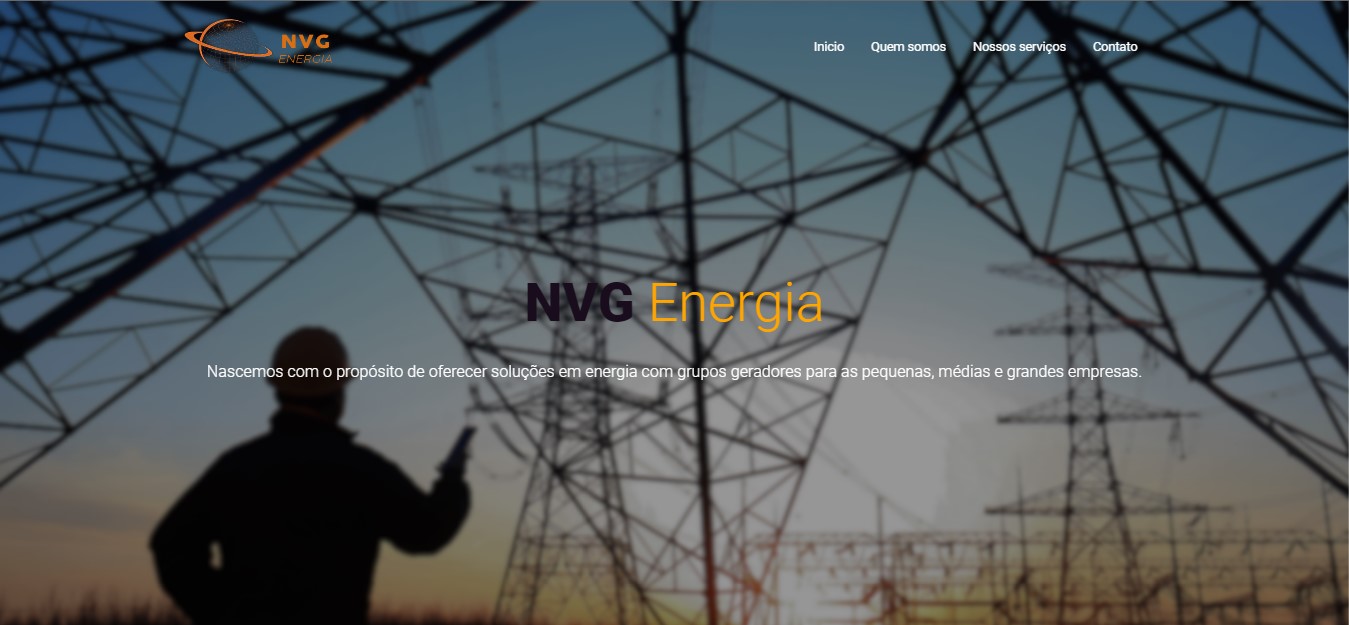 NVG
ENERGIA
Inicio Quem somos Nossos serviços Contato
NVG Energia
Nascemos com o propósito de oferecer soluções em energia com grupos geradores para as pequenas, médias e grandes empresas.